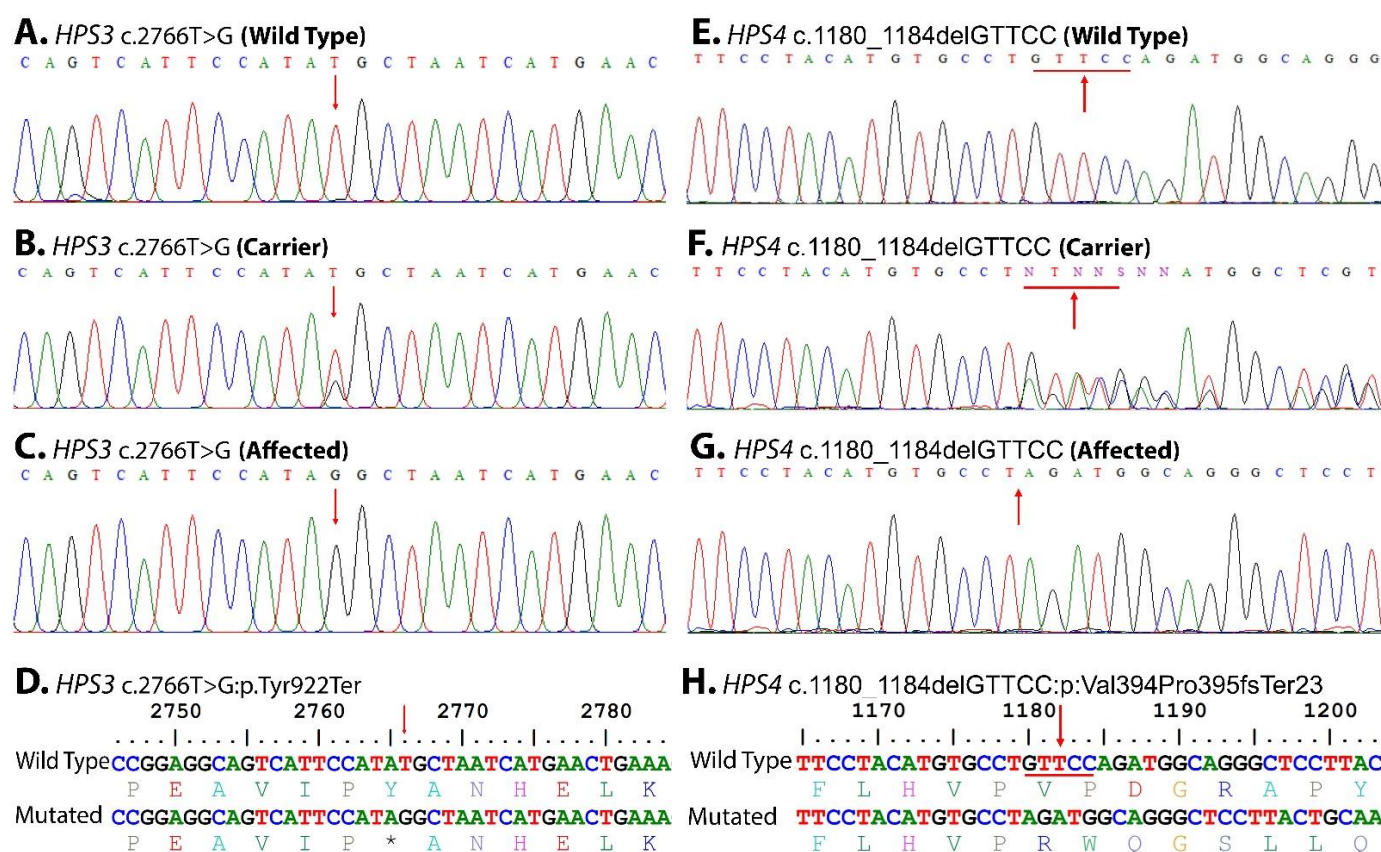 A. HPS3 c.2766T>G (Wild Type)
C A G T C A T T C C A T A T G C T A A T C A T G A A C
B. HPS3 c.2766T>G (Carrier)
C A G T C A T T C C A T A T G C T A A T C A T G A A C
C. HPS3 c.2766T>G (Affected)
C A G T C A T T C C A T A G G C T A A T C A T G A A C
D. HPS3 c.2766T>G:p.Tyr922Ter
2750 2760 2770 2780
Wild Type CCGGAGGCAGTCATTCCATATGCTAATCATGAACTGAAA
P E A V I P Y A N H E L K
Mutated CCGGAGGCAGTCATTCCATAGGCTAATCATGAACTGAAA
P E A V I P * A N H E L K
E. HPS4 c.1180_1184delGTTCC (Wild Type)
T T C C T A C A T G T G C C T G T T C C A G A T G G C A G G G
F. HPS4 c.1180_1184delGTTCC (Carrier)
T T C C T A C A T G T G C C T N T N N S N N A T G G C T C G T
G. HPS4 c.1180_1184delGTTCC (Affected)
T T C C T A C A T G T G C C T A G A T G G C A G G G C T C C T
H. HPS4 c.1180_1184delGTTCC:p:Val394Pro395fsTer23
1170 1180 1190 1200
Wild Type TTCCTACATGTGCCTGTTCCAGATGGCAGGGCTCCTTAC
F L H V P V P D G R A P Y
Mutated TTCCTACATGTGCCTAGATGGCAGGGCTCCTTACTGCAA
F L H V P R W Q G S L L Q